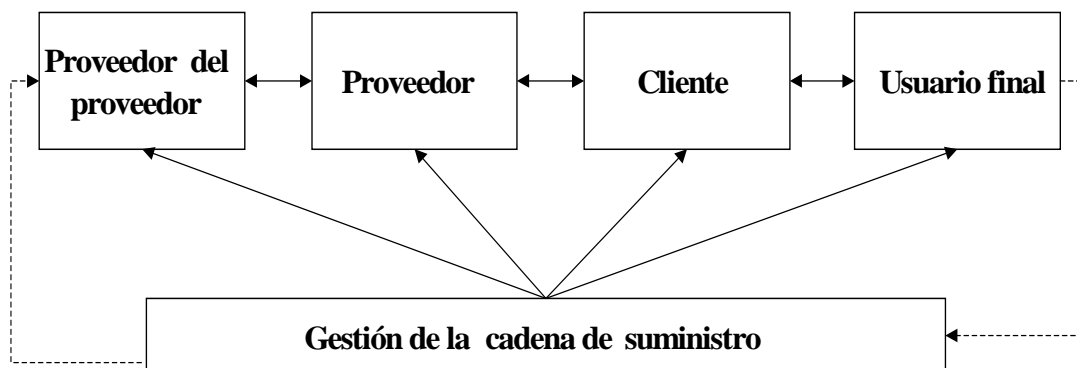 Proveedor del
proveedor
Proveedor
Cliente
Usuario final
Gestión de la cadena de suministro